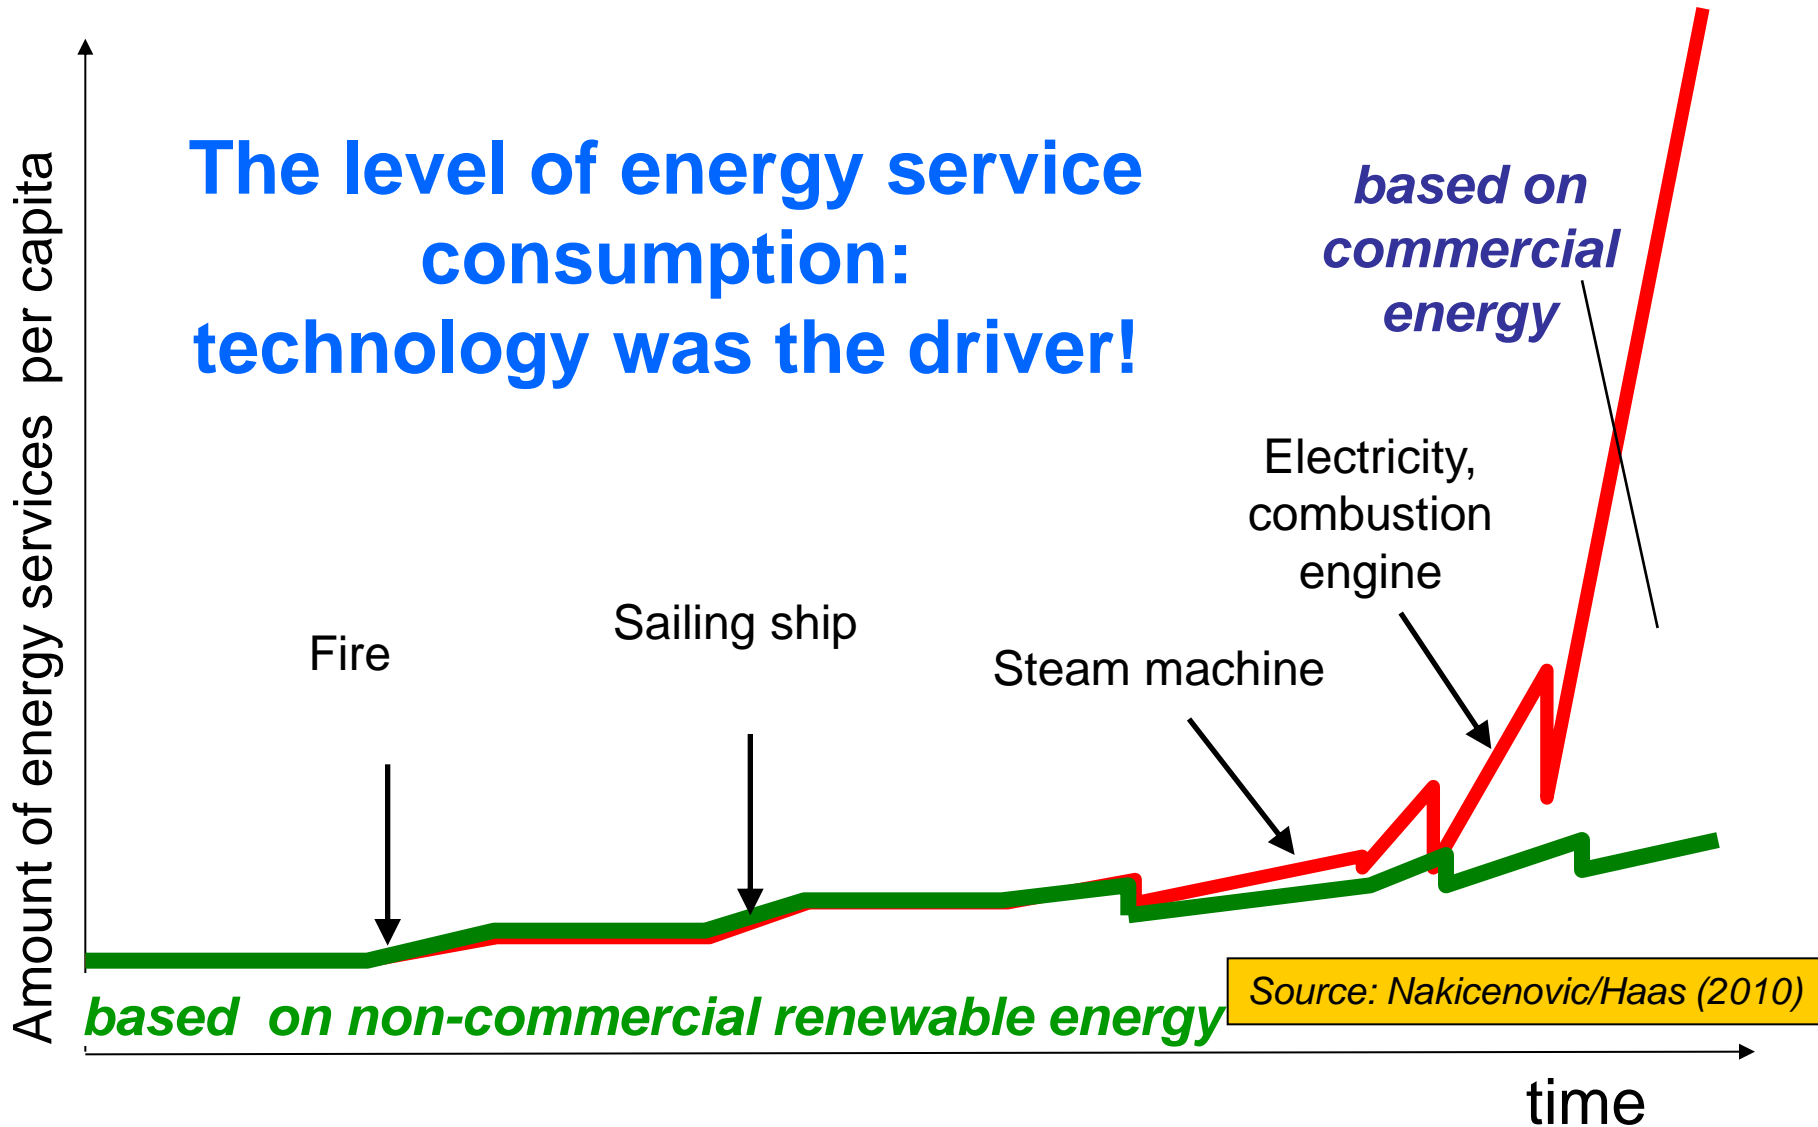 The level of energy service
consumption:
technology was the driver!
based on
commercial
energy
Electricity,
combustion
engine
Sailing ship
Fire
Steam machine
Amount of energy services per capita
based on non-commercial renewable energy
Source: Nakicenovic/Haas (2010)
time